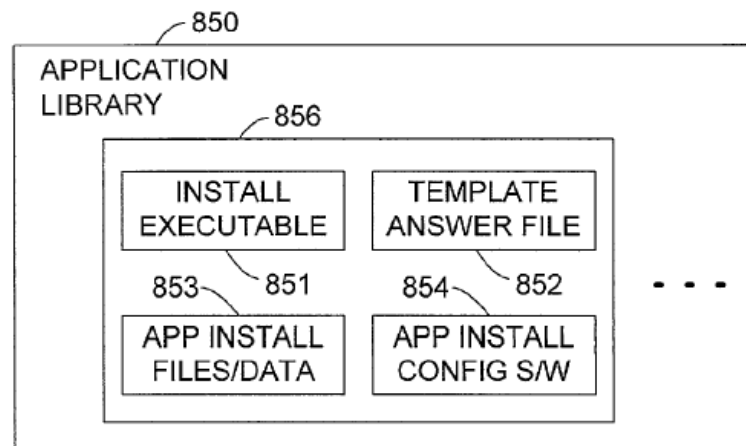 850
APPLICATION
LIBRARY
856
INSTALL
EXECUTABLE
TEMPLATE
ANSWER FILE
851
852
853
854
APP INSTALL
FILES/DATA
APP INSTALL
CONFIG S/W